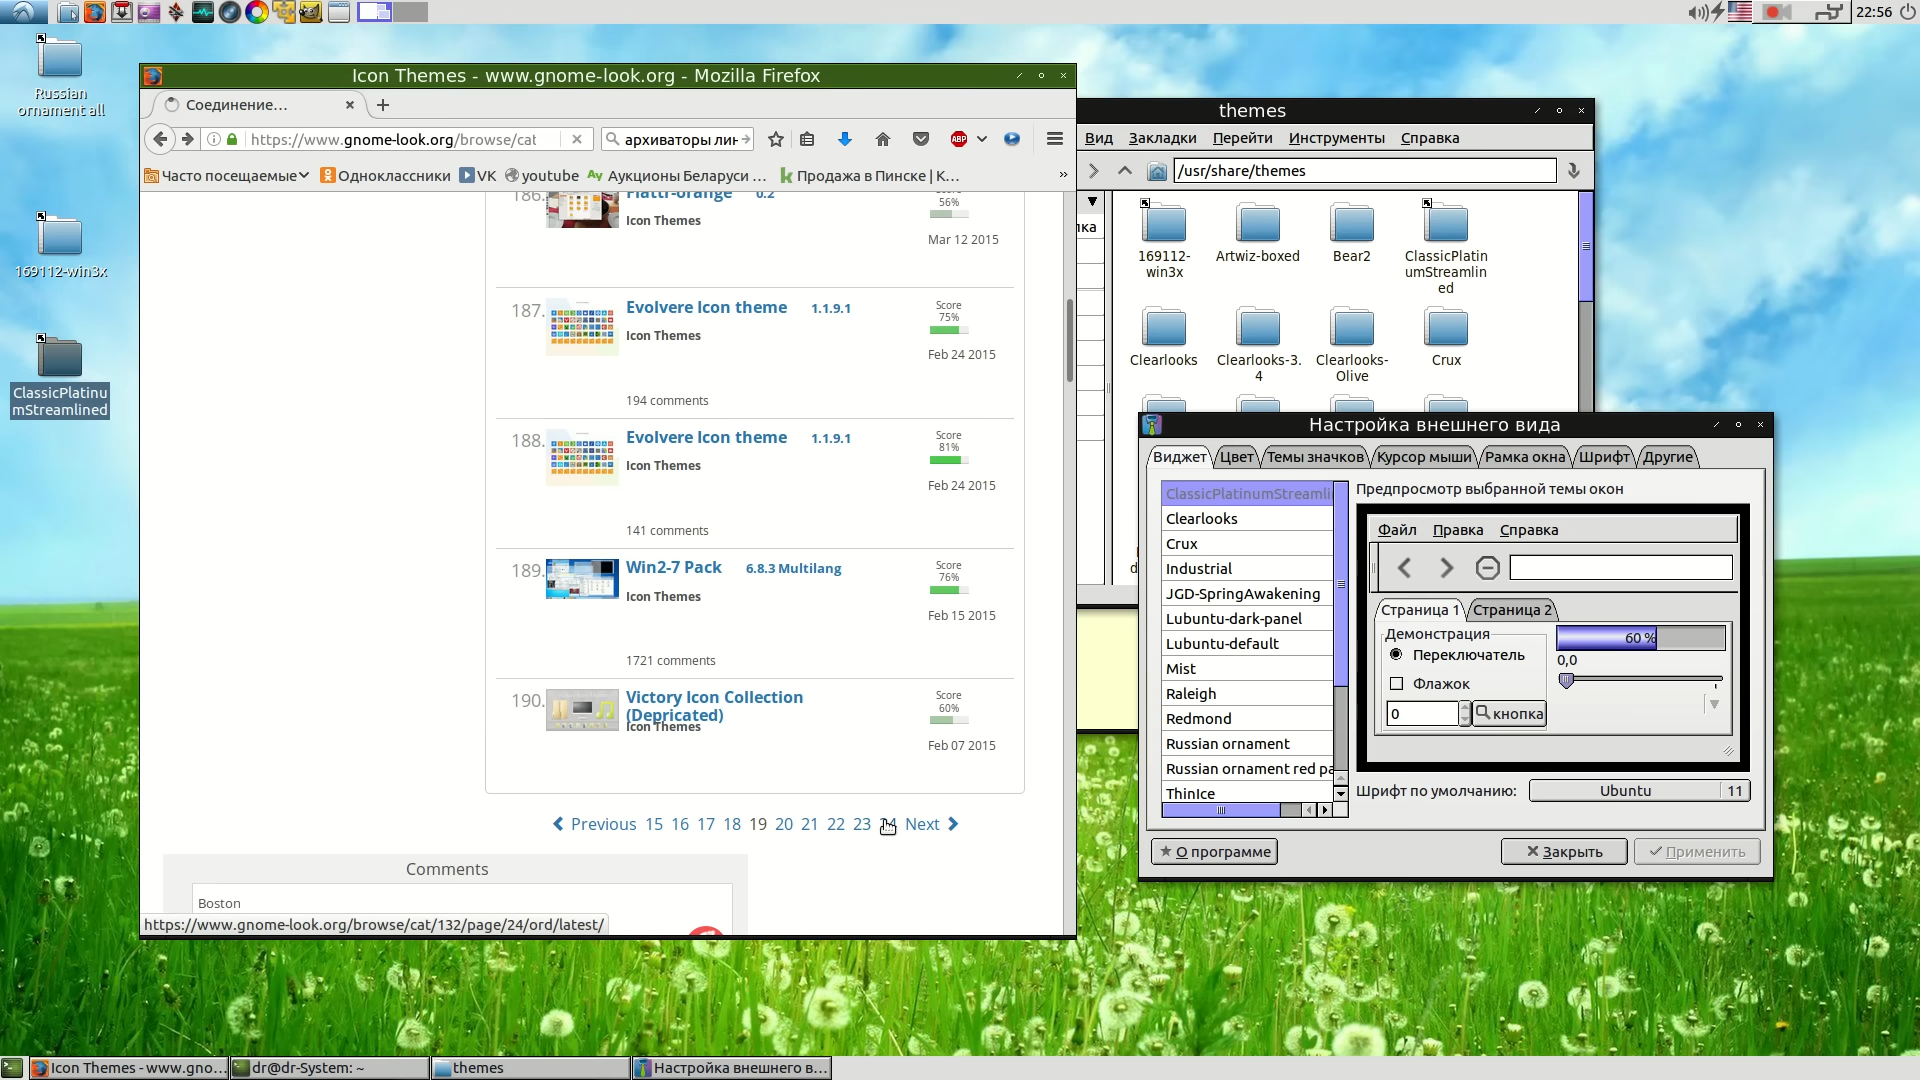 22:56
Russian
ornament all
169112-win3x
ClassicPlatinu
mStreamlined
Icon Themes - www.gnome-look.org - Mozilla Firefox
Соединение…
https://www.gnome-look.org/browse/cat
архиваторы лин
ABP
Часто посещаемые
Одноклассники
VK
youtube
Аукционы Беларуси …
Продажа в Пинске | К…
186.
Flattr-orange 0.2
Icon Themes
56%
Mar 12 2015
187.
Evolvere Icon theme 1.1.9.1
Icon Themes
Score
75%
Feb 24 2015
194 comments
188.
Evolvere Icon theme 1.1.9.1
Icon Themes
Score
81%
Feb 24 2015
141 comments
189.
Win2-7 Pack 6.8.3 Multilang
Icon Themes
Score
76%
Feb 15 2015
1721 comments
190.
Victory Icon Collection
(Depricated)
Icon Themes
Score
60%
Feb 07 2015
Previous 15 16 17 18 19 20 21 22 23 24 Next
Comments
Boston
https://www.gnome-look.org/browse/cat/132/page/24/ord/latest/
themes
Вид Закладки Перейти Инструменты Справка
/usr/share/themes
169112-
win3x
Artwiz-boxed
Bear2
ClassicPlatin
umStreamlin
ed
Clearlooks
Clearlooks-3.
4
Clearlooks-
Olive
Crux
Настройка внешнего вида
Виджет Цвет Темы значков Курсор мыши Рамка окна Шрифт Другие
ClassicPlatinumStreamli
Clearlooks
Crux
Industrial
JGD-SpringAwakening
Lubuntu-dark-panel
Lubuntu-default
Mist
Raleigh
Redmond
Russian ornament
Russian ornament red pa
ThinIce
Предпросмотр выбранной темы окон
Файл Правка Справка
Страница 1 Страница 2
Демонстрация
Переключатель
Флажок
0
кнопка
60 %
0,0
Шрифт по умолчанию:
Ubuntu 11
О программе
Закрыть
Применить
Icon Themes - www.gno…
dr@dr-System: ~
themes
Настройка внешнего в…